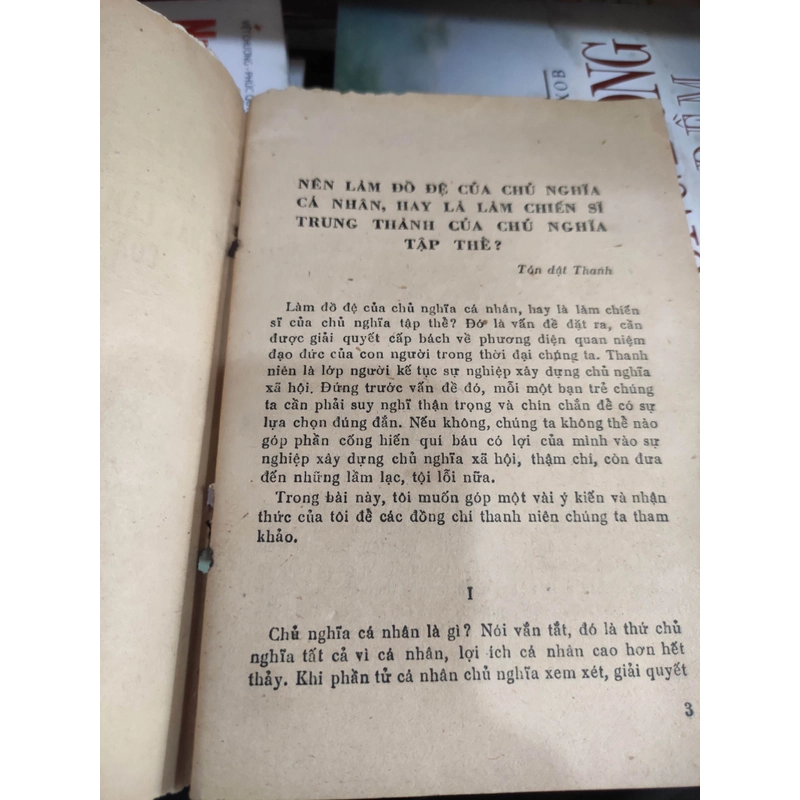 VIỆT CHƯƠNG - PHÚC
ХОВ
ONG
ĐÊM
NÊN LÀM ĐỒ ĐỆ CỦA CHỦ NGHĨA
CÁ NHÂN, HAY LÀ LÀM CHIẾN SĨ
TRUNG THÀNH CỦA CHỦ NGHĨA
TẬP THỂ?
Tần dật Thanh
Làm đồ đệ của chủ nghĩa cá nhân, hay là làm chiến
sĩ của chủ nghĩa tập thể? Đó là vấn đề đặt ra, cần
được giải quyết cấp bách về phương diện quan niệm
đạo đức của con người trong thời đại chúng ta. Thanh
niên là lớp người kế tục sự nghiệp xây dựng chủ nghĩa
xã hội. Đứng trước vấn đề đó, mỗi một bạn trẻ chúng
ta cần phải suy nghĩ thận trọng và chín chắn để có sự
lựa chọn đúng đắn. Nếu không, chúng ta không thể nào
góp phần cống hiến quí báu có lợi của mình vào sự
nghiệp xây dựng chủ nghĩa xã hội, thậm chí, còn đưa
đến những lầm lạc, tội lỗi nữa.
Trong bài này, tôi muốn góp một vài ý kiến và nhận
thức của tôi để các đồng chí thanh niên chúng ta tham
khảo.
I
Chủ nghĩa cá nhân là gì? Nói vắn tắt, đó là thứ chủ
nghĩa tất cả vì cá nhân, lợi ích cá nhân cao hơn hết
thảy. Khi phần tử cá nhân chủ nghĩa xem xét, giải quyết
3